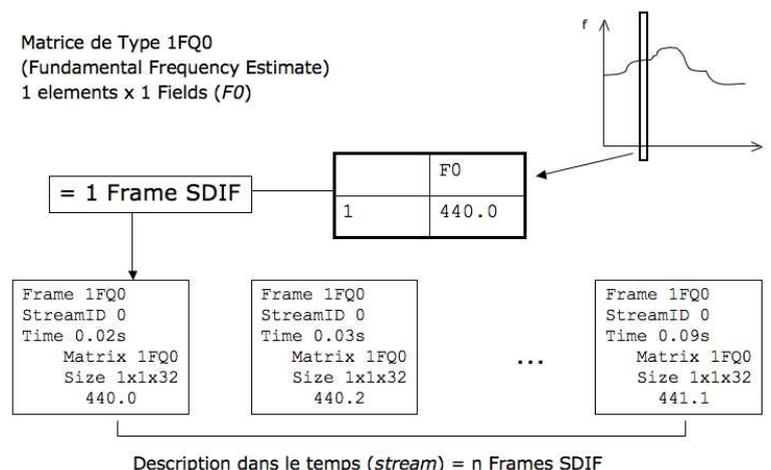 f
Matrice de Type 1FQ0
(Fundamental Frequency Estimate)
1 elements x 1 Fields (F0)
F0
1 440.0
= 1 Frame SDIF
Frame 1FQ0
StreamID 0
Time 0.02s
Matrix 1FQ0
Size 1x1x32
440.0
Frame 1FQ0
StreamID 0
Time 0.03s
Matrix 1FQ0
Size 1x1x32
440.2
...
Frame 1FQ0
StreamID 0
Time 0.09s
Matrix 1FQ0
Size 1x1x32
441.1
Description dans le temps (stream) = n Frames SDIF